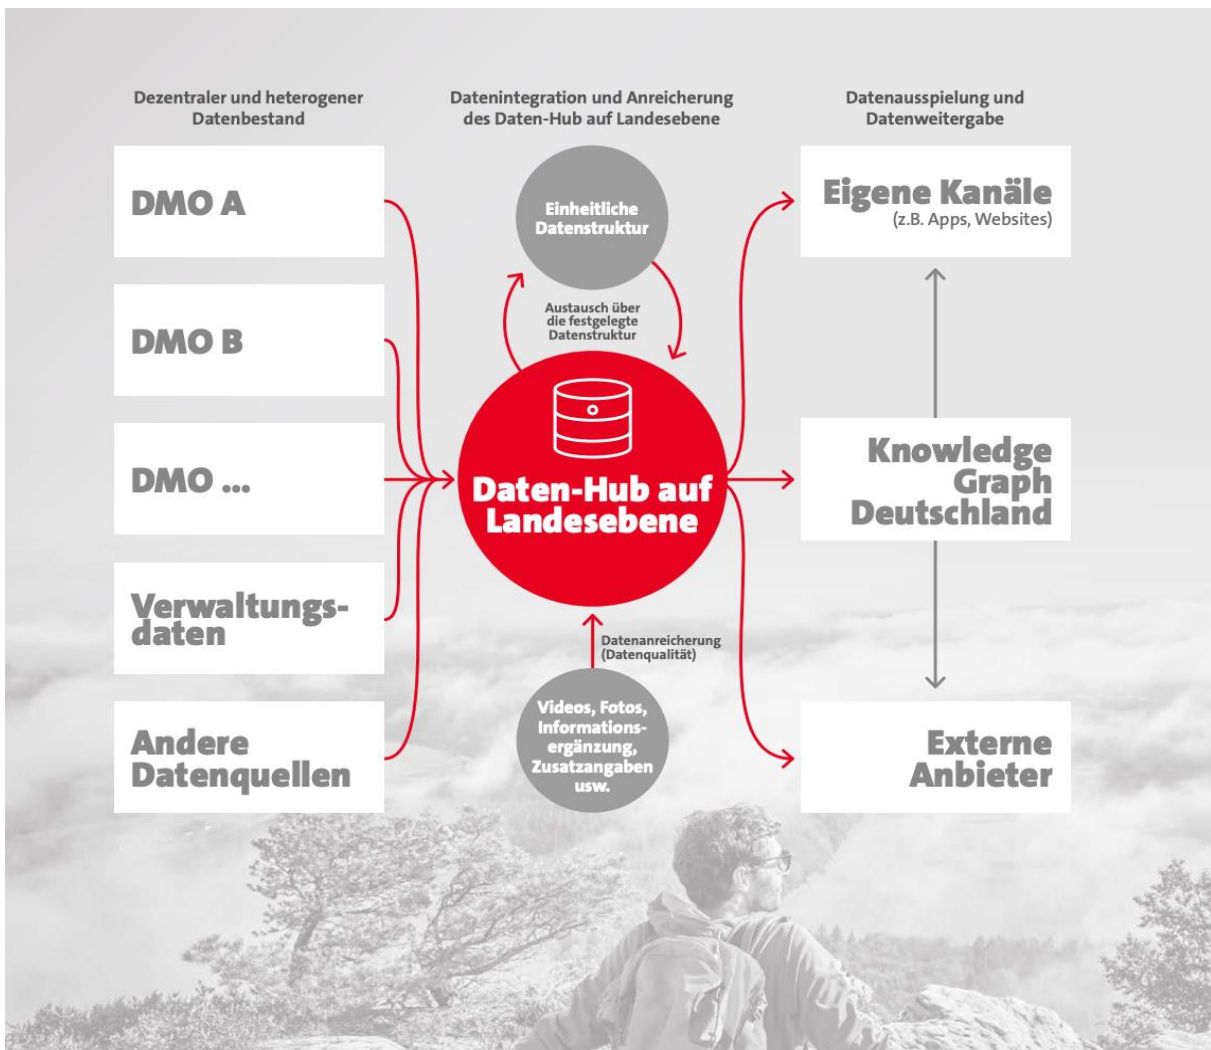 Dezentraler und heterogener
Datenbestand
DMO A
DMO B
DMO ...
Verwaltungs-
daten
Andere
Datenquellen
Datenintegration und Anreicherung
des Daten-Hub auf Landesebene
Einheitliche
Datenstruktur
Austausch über
die festgelegte
Datenstruktur
Daten-Hub auf
Landesebene
Datenanreicherung
(Datenqualität)
Videos, Fotos,
Informations-
ergänzung,
Zusatzangaben
usw.
Datenausspielung und
Datenweitergabe
Eigene Kanäle
(z.B. Apps, Websites)
Knowledge
Graph
Deutschland
Externe
Anbieter